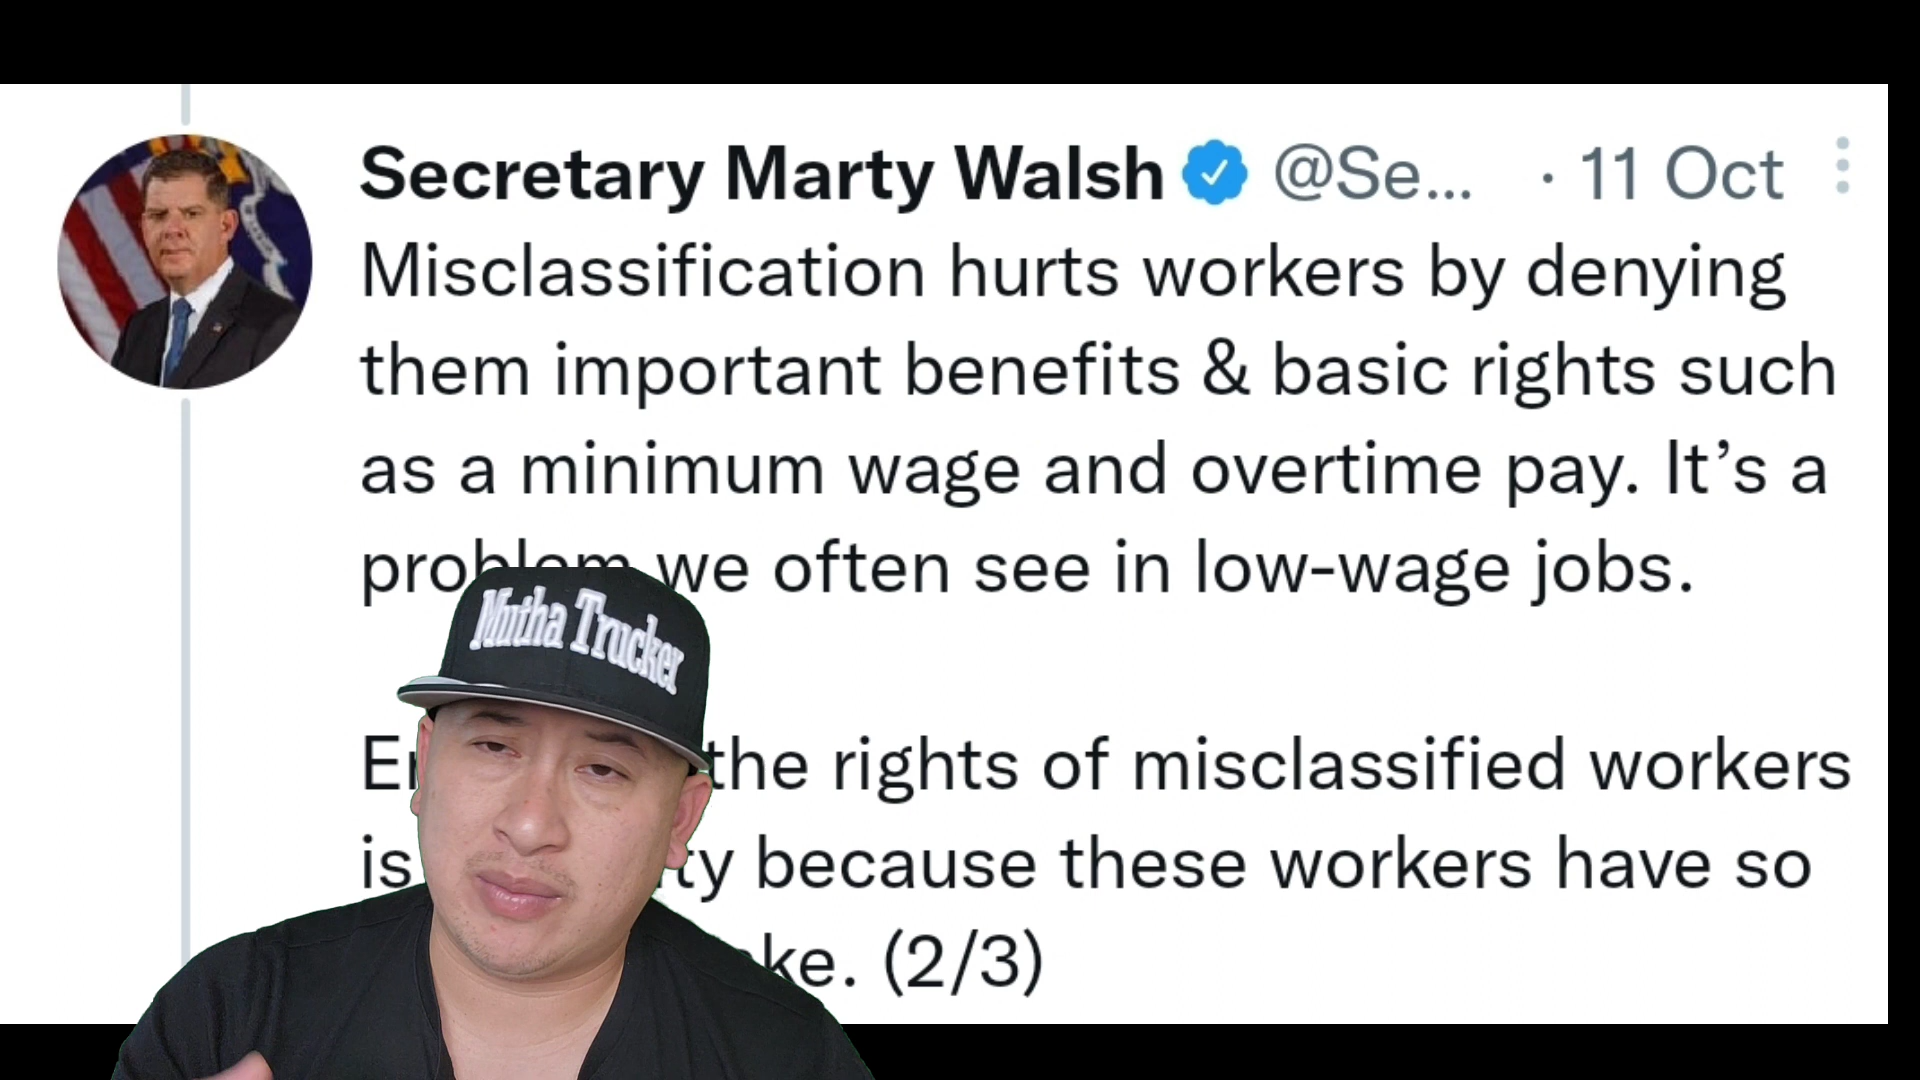 Secretary Marty Walsh @Se... · 11 Oct
Misclassification hurts workers by denying
them important benefits & basic rights such
as a minimum wage and overtime pay. It’s a
problem we often see in low-wage jobs.
Mutha Trucker
the rights of misclassified workers
is because these workers have so
(2/3)